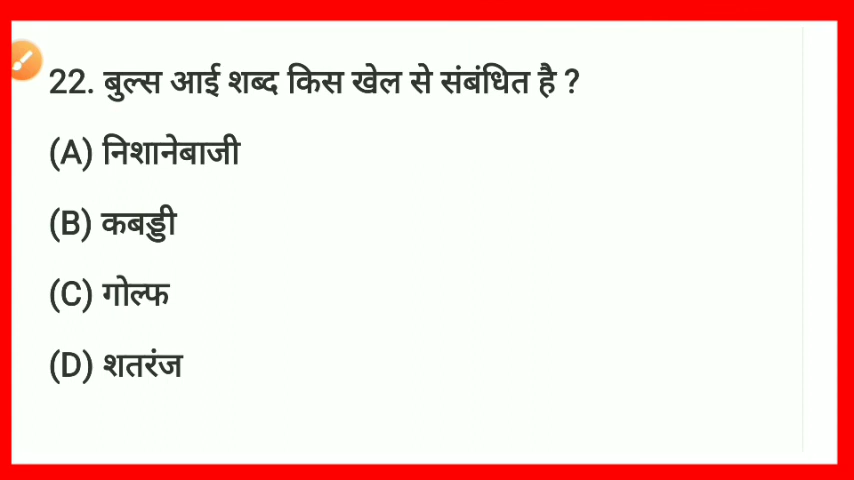 22. बुल्स आई शब्द किस खेल से संबंधित है ?
(A) निशानेबाजी
(B) कबड्डी
(C) गोल्फ
(D) शतरंज